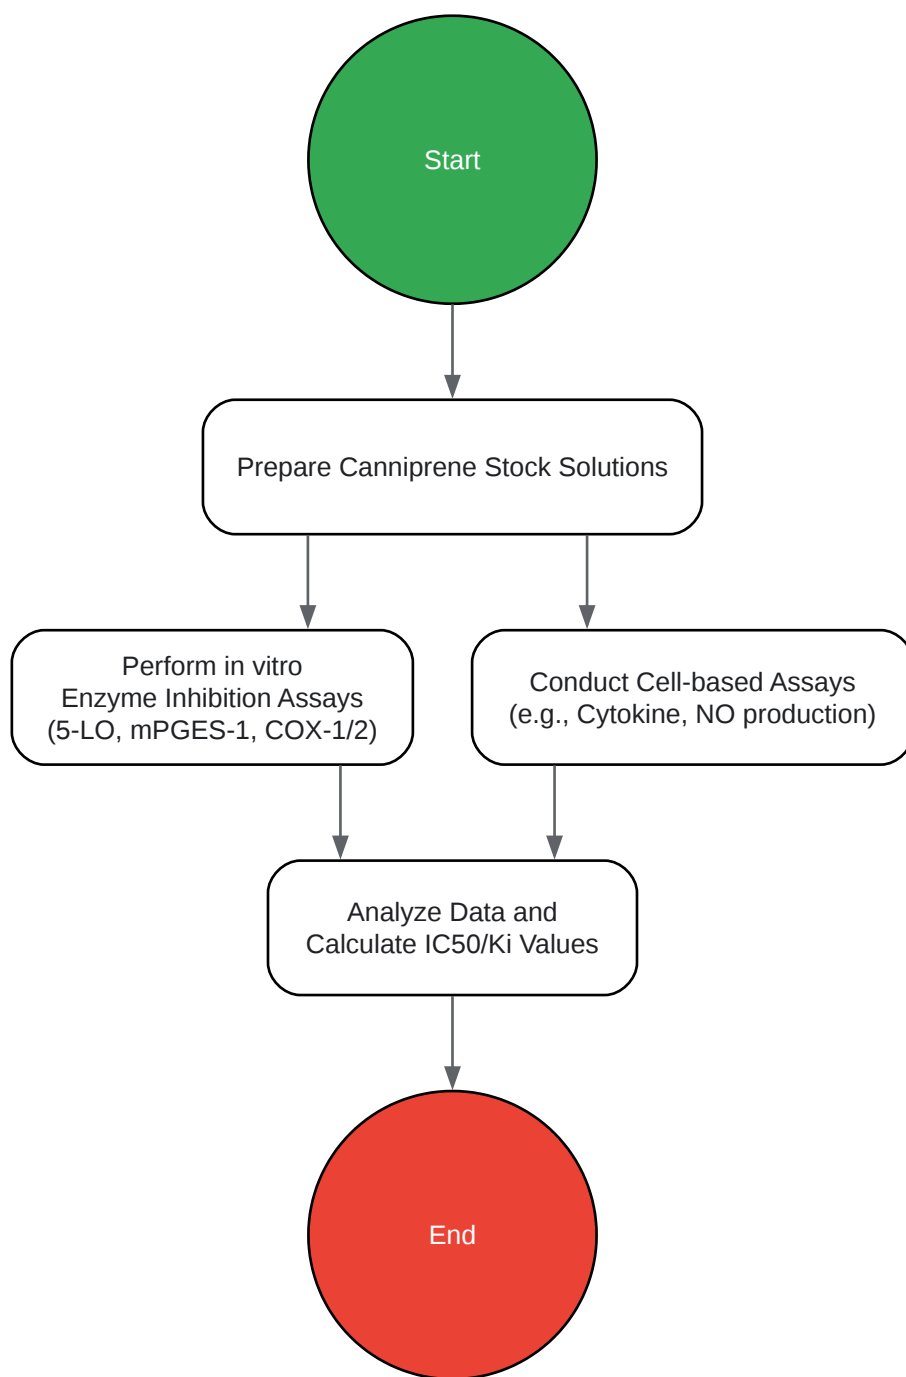 Start
Prepare Canniprene Stock Solutions
Perform in vitro
Enzyme Inhibition Assays
(5-LO, mPGES-1, COX-1/2)
Conduct Cell-based Assays
(e.g., Cytokine, NO production)
Analyze Data and
Calculate IC50/Ki Values
End